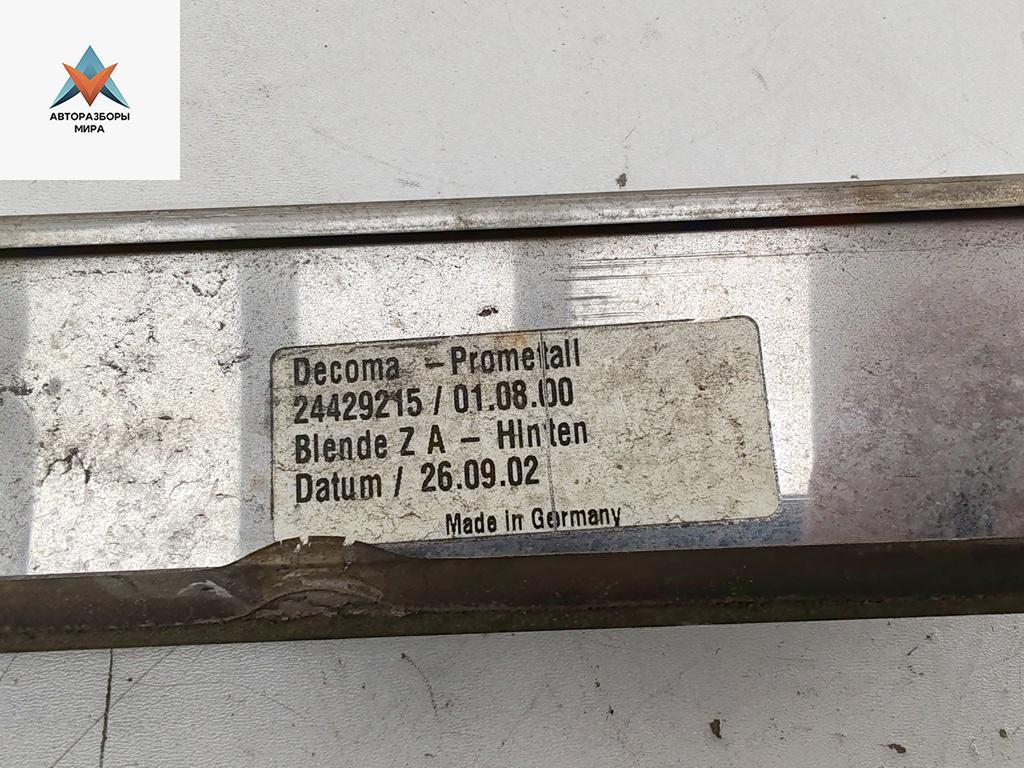 АВТОРАЗБОРЫ
МИРА
Decoma - Prometall
24429215 / 01.08.00
Blende Z A - Hinten
Datum / 26.09.02
Made in Germany